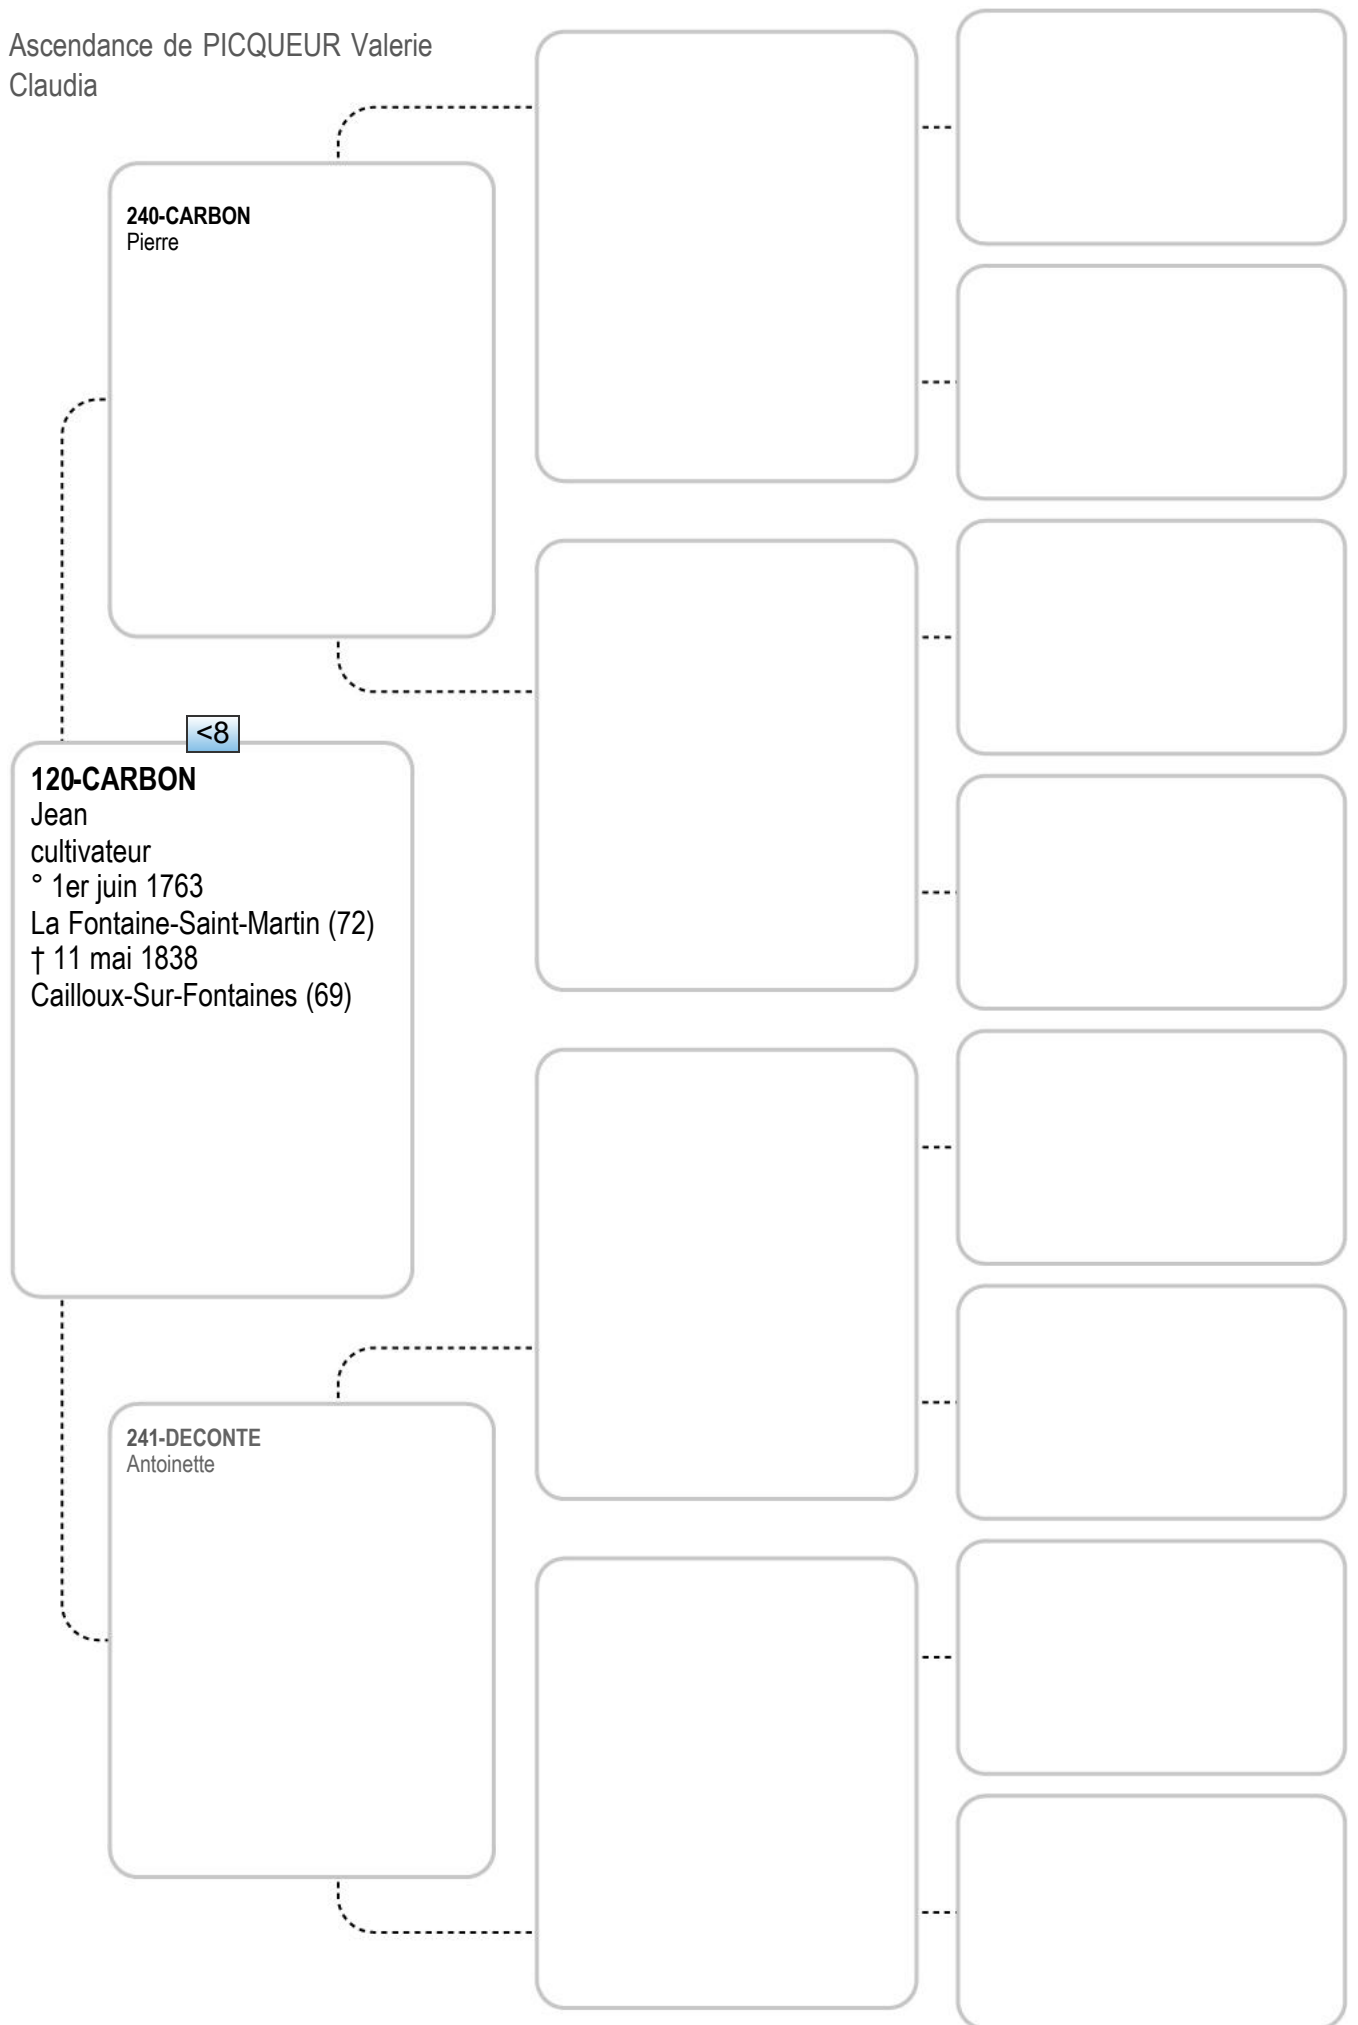 Ascendance de PICQUEUR Valerie
Claudia
240-CARBON
Pierre
<8
120-CARBON
Jean
cultivateur
° 1er juin 1763
La Fontaine-Saint-Martin (72)
† 11 mai 1838
Cailloux-Sur-Fontaines (69)
241-DECONTE
Antoinette